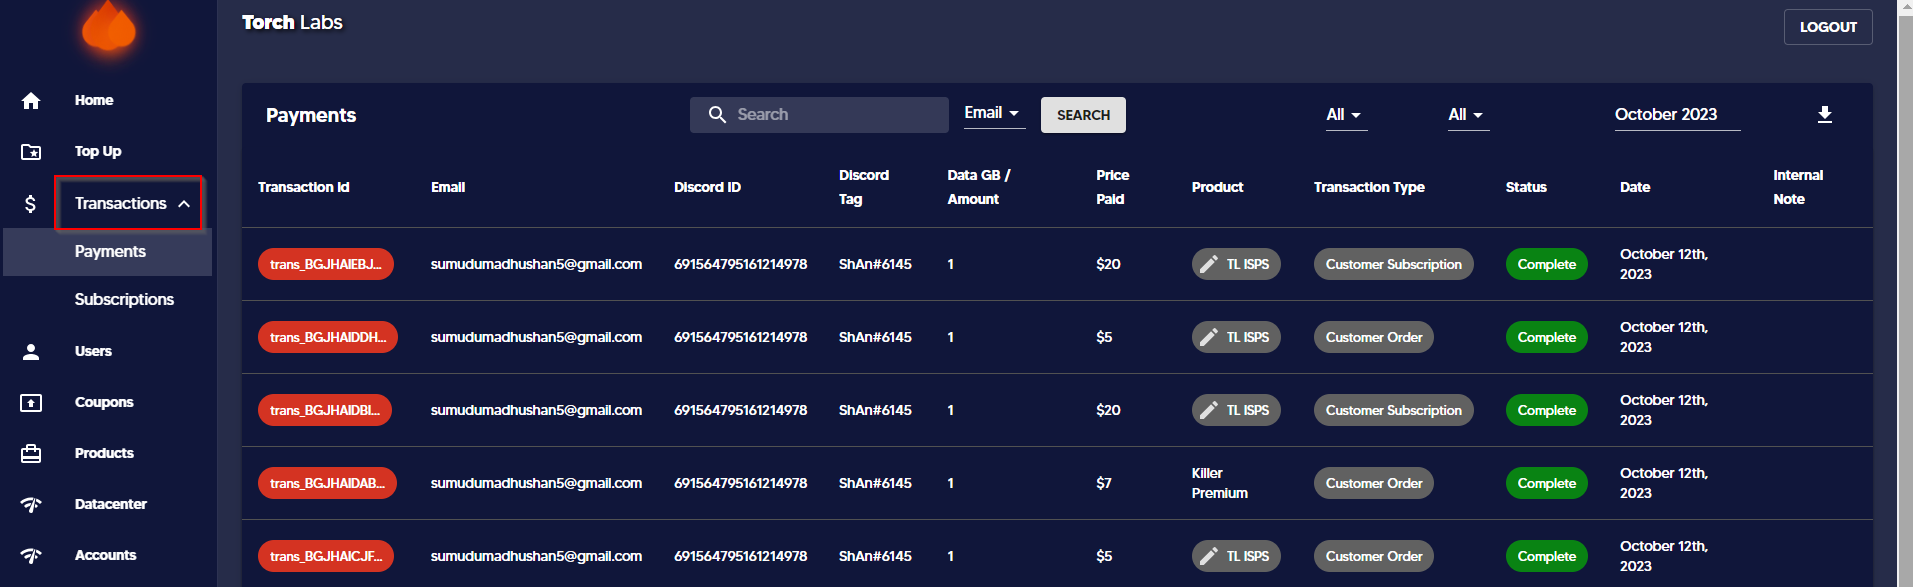 Torch Labs
LOGOUT
Home
Top Up
Transactions
Payments
Subscriptions
Users
Coupons
Products
Datacenter
Accounts
Payments
Search
Email
SEARCH
All
All
October 2023
Transaction Id Email Discord ID Discord Tag Data GB / Amount Price Paid Product Transaction Type Status Date Internal Note
trans_BGJHAIEBJ... sumudumadhushan5@gmail.com 691564795161214978 ShAn#6145 1 $20 TL ISPS Customer Subscription Complete October 12th, 2023
trans_BGJHAIDDH... sumudumadhushan5@gmail.com 691564795161214978 ShAn#6145 1 $5 TL ISPS Customer Order Complete October 12th, 2023
trans_BGJHAIDBI... sumudumadhushan5@gmail.com 691564795161214978 ShAn#6145 1 $20 TL ISPS Customer Subscription Complete October 12th, 2023
trans_BGJHAIDAB... sumudumadhushan5@gmail.com 691564795161214978 ShAn#6145 1 $7 Killer Premium Customer Order Complete October 12th, 2023
trans_BGJHAICJF... sumudumadhushan5@gmail.com 691564795161214978 ShAn#6145 1 $5 TL ISPS Customer Order Complete October 12th, 2023